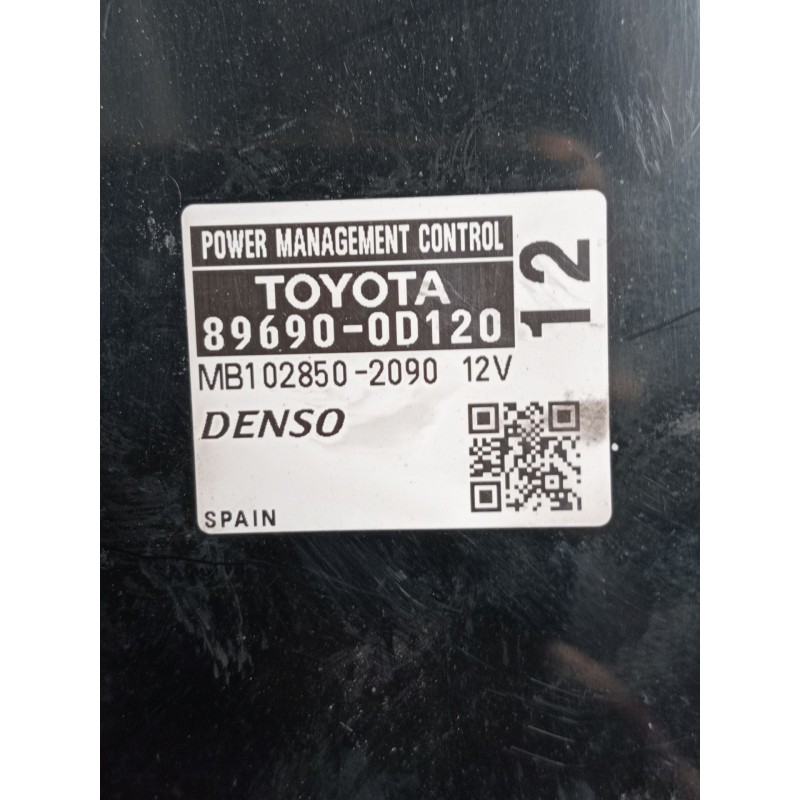 POWER MANAGEMENT CONTROL
TOYOTA
89690-0D120
12
MB102850-2090 12V
DENSO
SPAIN